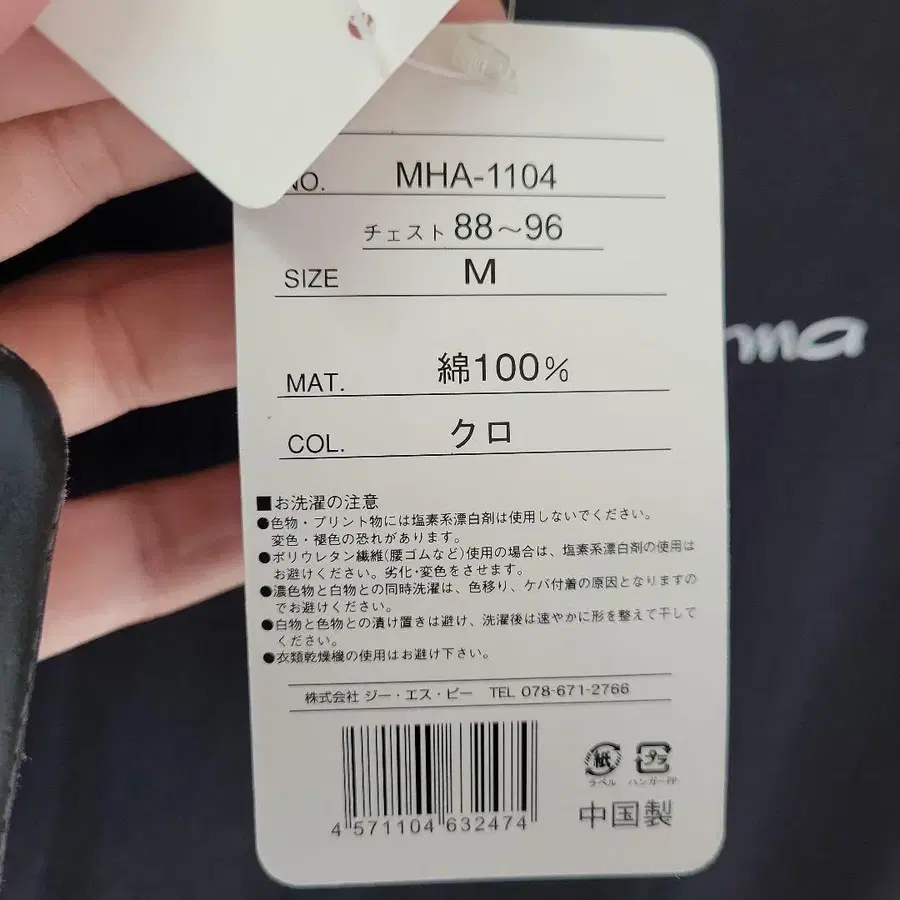 NO. MHA-1104
チェスト 88～96
SIZE M
MAT. 綿100%
COL. クロ
■お洗濯の注意
●色物・プリント物には塩素系漂白剤は使用しないでください。
変色・褪色の恐れがあります。
●ポリウレタン繊維(腰ゴムなど)使用の場合は、塩素系漂白剤の使用は
お避けください。劣化・変色をさせます。
●濃色物と白物との同時洗濯は、色移り、ケバ付着の原因となりますの
でお避けください。
●白物と色物との漬け置きは避け、洗濯後は速やかに形を整えて干して
ください。
●衣類乾燥機の使用はお避け下さい。
株式会社 ジー・エス・ピー TEL 078-671-2766
紙 プラ
ラベル ハンガーPP
4 571104 632474
中国製